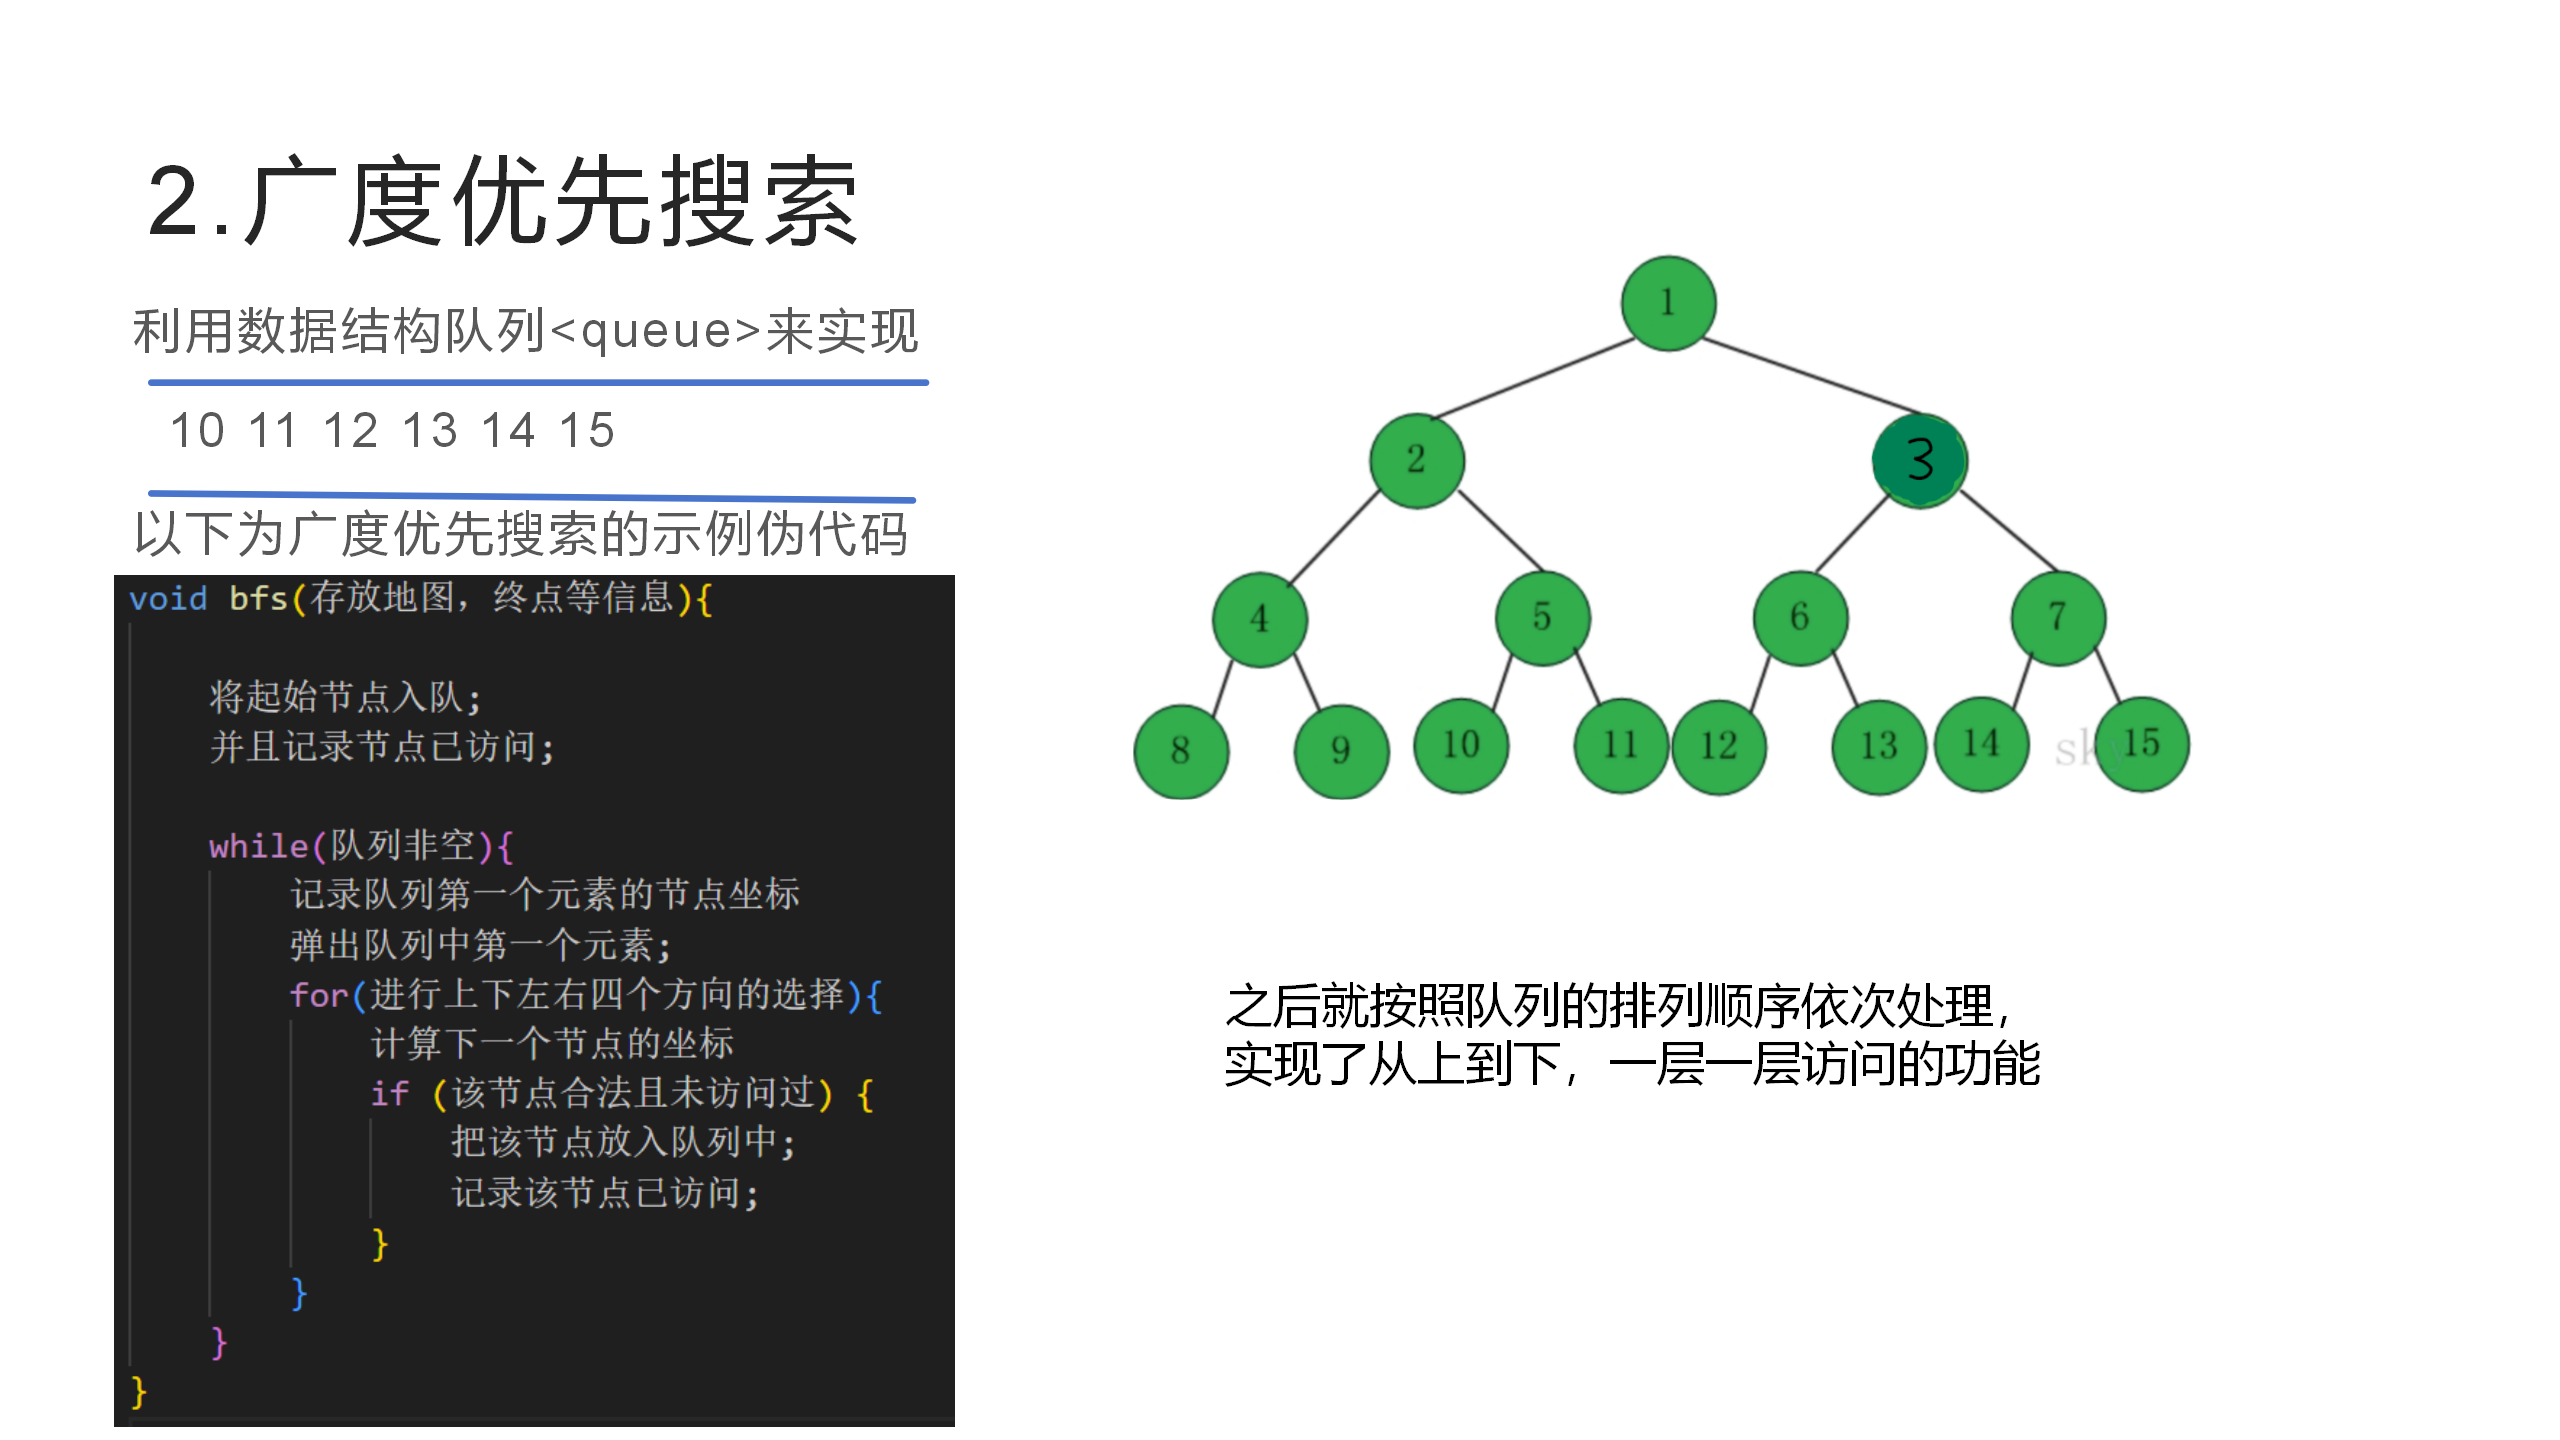 2.广度优先搜索
利用数据结构队列<queue>来实现
10 11 12 13 14 15
以下为广度优先搜索的示例伪代码
void bfs(存放地图，终点等信息){
将起始节点入队;
并且记录节点已访问;
while(队列非空){
记录队列第一个元素的节点坐标
弹出队列中第一个元素;
for(进行上下左右四个方向的选择){
计算下一个节点的坐标
if (该节点合法且未访问过) {
把该节点放入队列中;
记录该节点已访问;
}
}
}
}
1
2 3
4 5 6 7
8 9 10 11 12 13 14 sky 15
之后就按照队列的排列顺序依次处理，
实现了从上到下，一层一层访问的功能